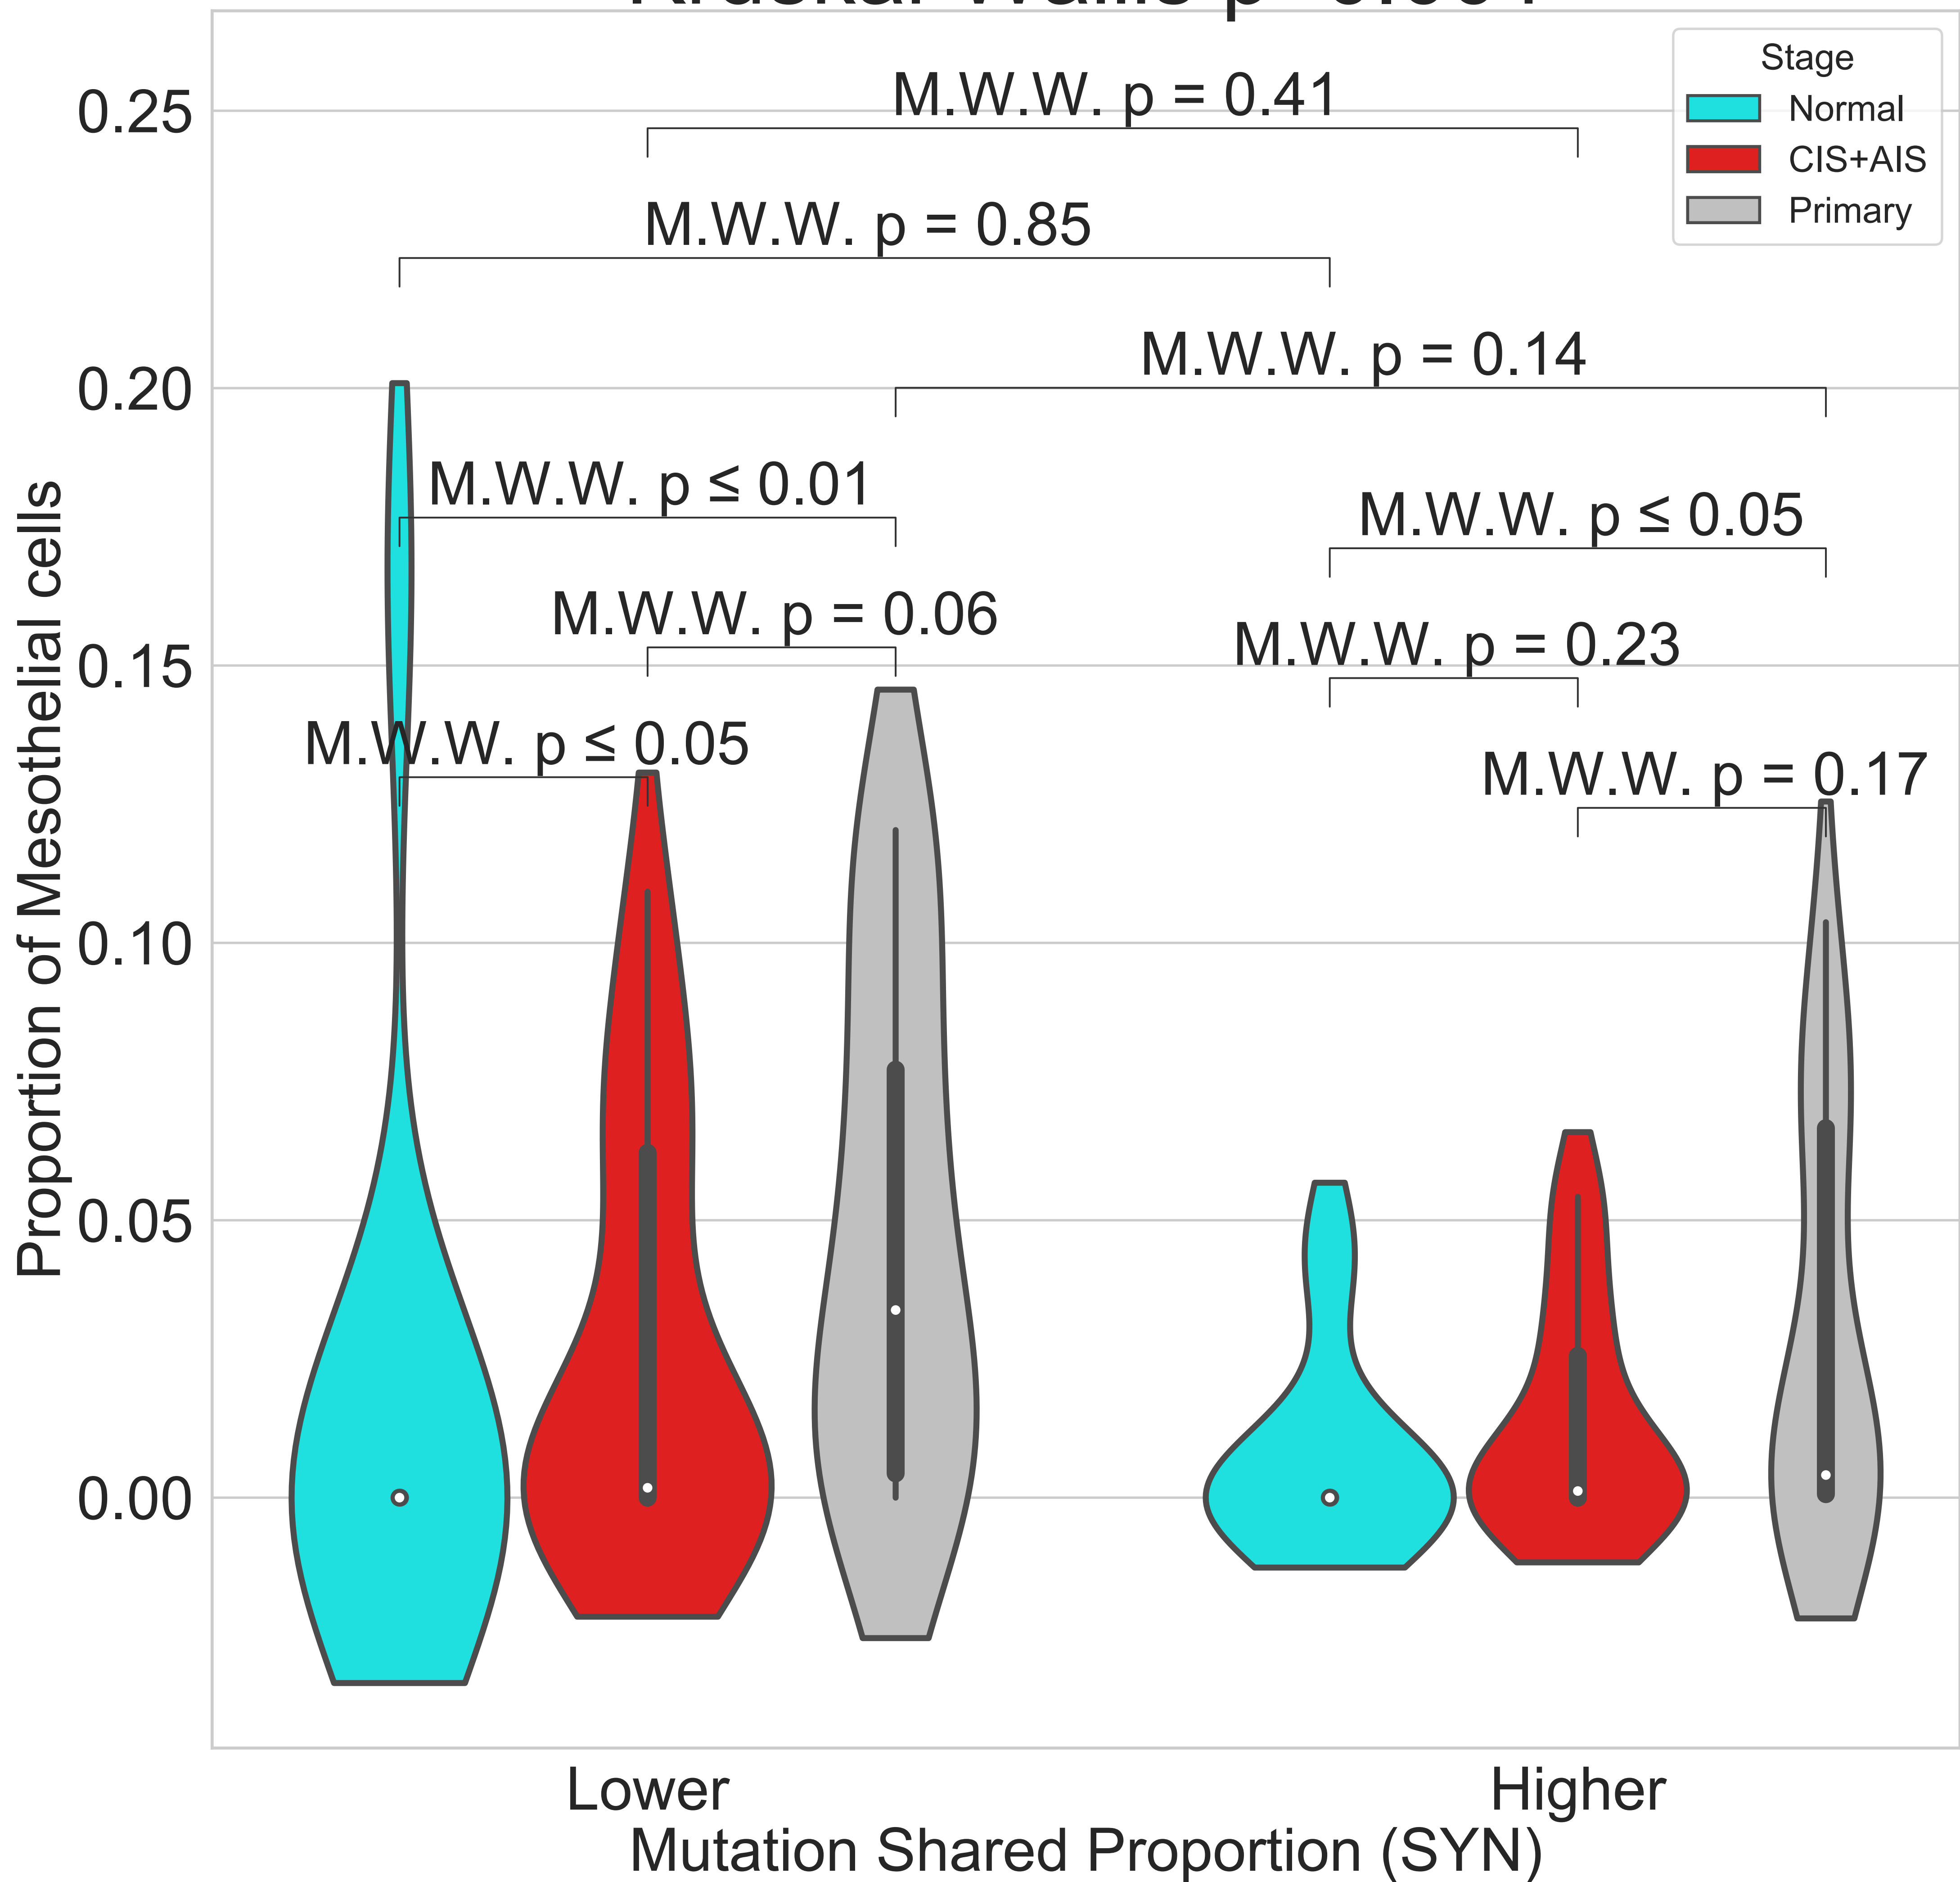 M.W.W. p = 0.41
M.W.W. p = 0.85
M.W.W. p = 0.14
M.W.W. p ≤ 0.01
M.W.W. p ≤ 0.05
M.W.W. p = 0.06
M.W.W. p = 0.23
M.W.W. p ≤ 0.05
M.W.W. p = 0.17
Stage
Normal
CIS+AIS
Primary
Proportion of Mesothelial cells
0.25
0.20
0.15
0.10
0.05
0.00
Lower
Higher
Mutation Shared Proportion (SYN)